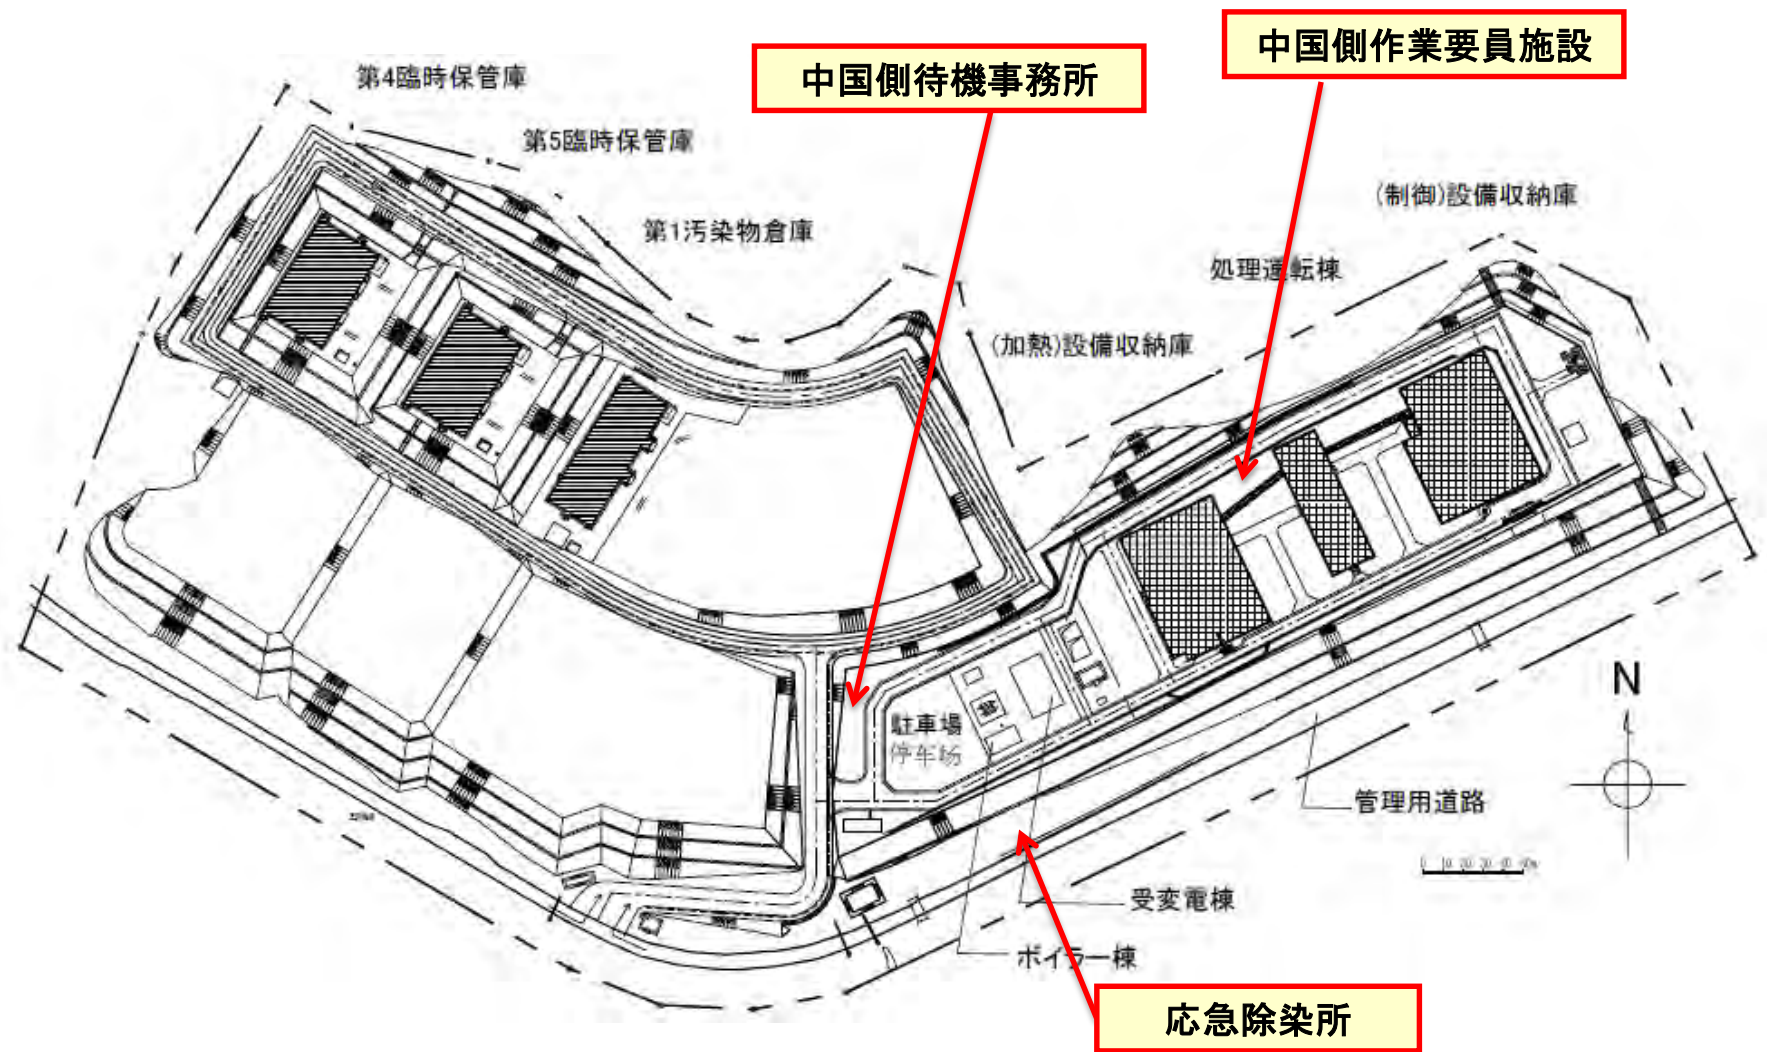 中国側作業要員施設
中国側待機事務所
第4臨時保管庫
第5臨時保管庫
(制御)設備収納庫
第1汚染物倉庫
処理運転棟
(加熱)設備収納庫
N
駐車場
停车场
管理用道路
受変電棟
ボイラー棟
応急除染所